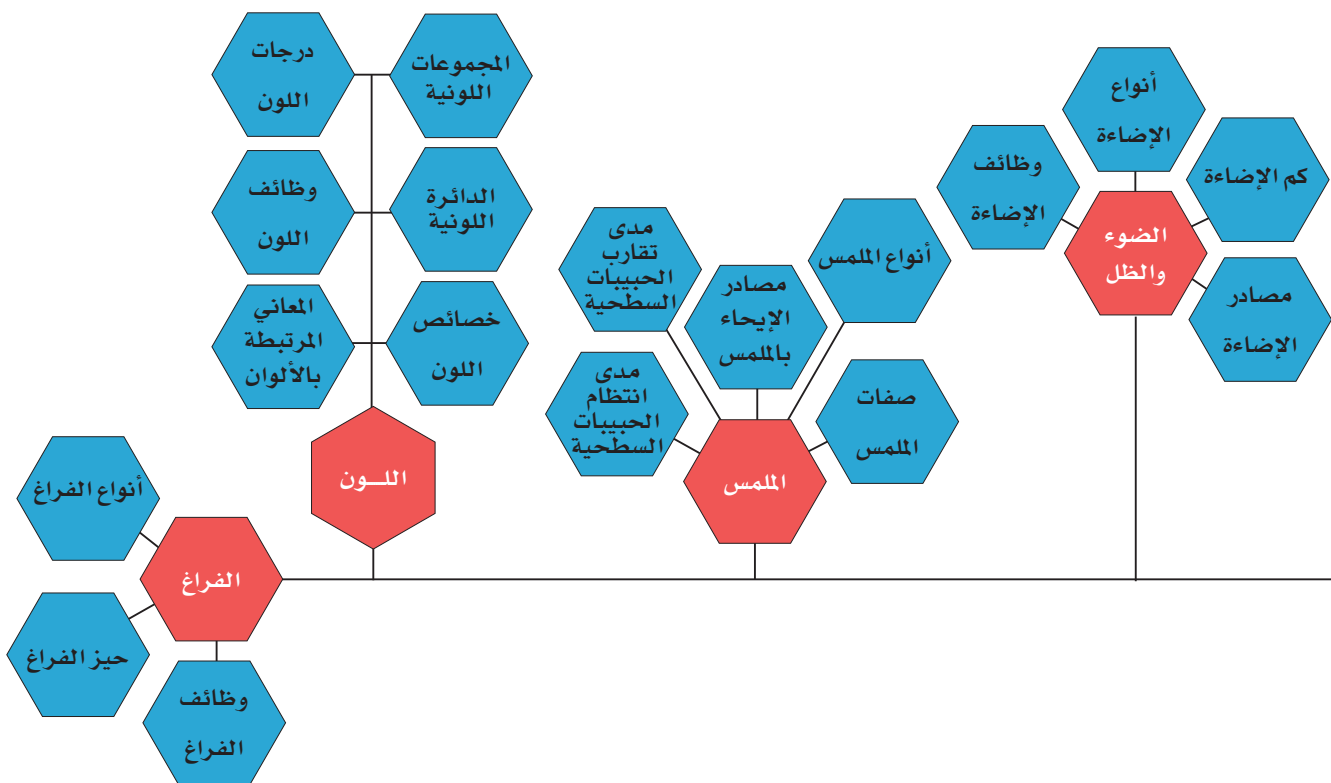 أنواع
الإضاءة
وظائف
الإضاءة
كم الإضاءة
الضوء
والظل
مصادر
الإضاءة
أنواع الملمس
مدى
تقارب
الحبيبات
السطحية
مصادر
الإيحاء
بالملمس
مدى
انتظام
الحبيبات
السطحية
صفات
الملمس
الملمس
المجموعات
اللونية
درجات
اللون
الدائرة
اللونية
وظائف
اللون
خصائص
اللون
المعاني
المرتبطة
بالألوان
اللــون
أنواع الفراغ
الفراغ
حيز الفراغ
وظائف
الفراغ